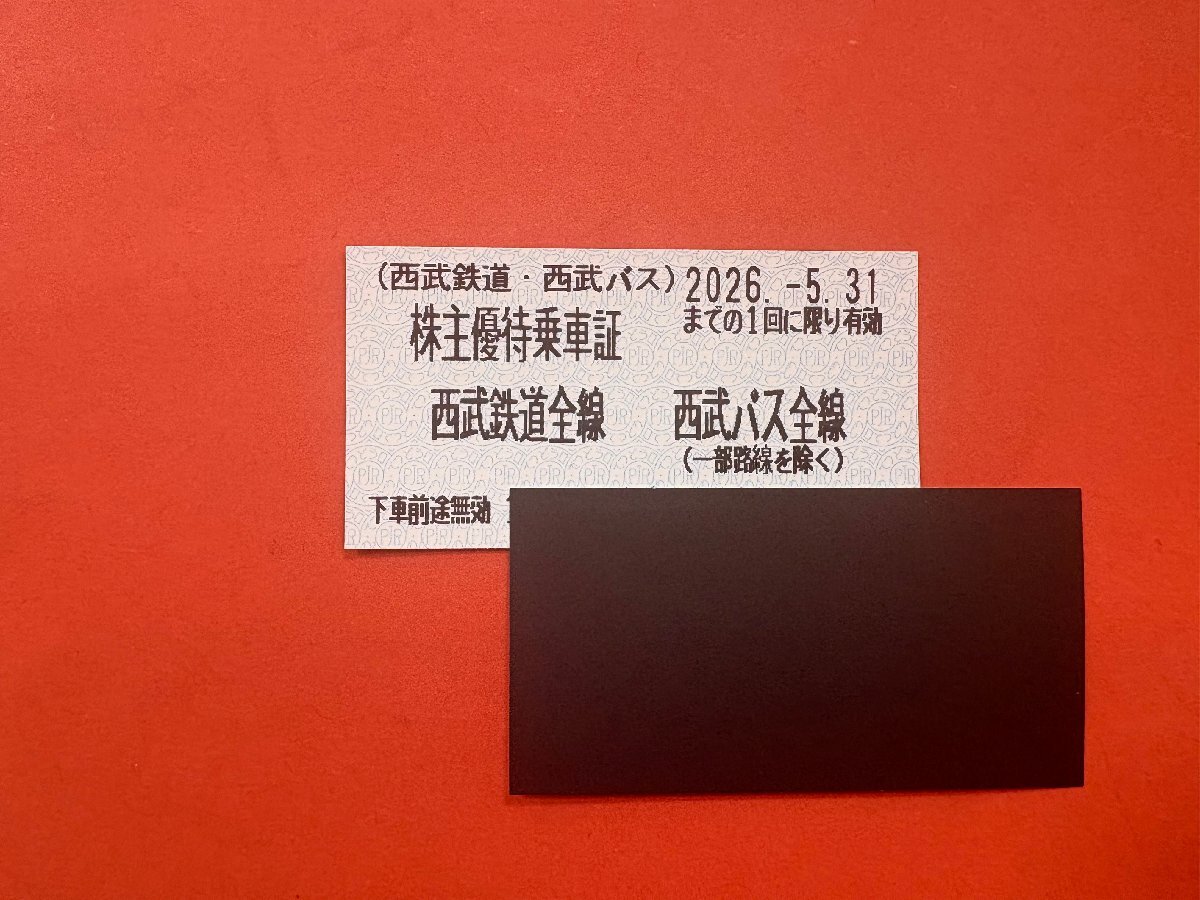 (西武鉄道・西武バス) 2026.-5.31
株主優待乗車証 までの1回に限り有効
西武鉄道全線 西武バス全線
(一部路線を除く)
下車前途無効